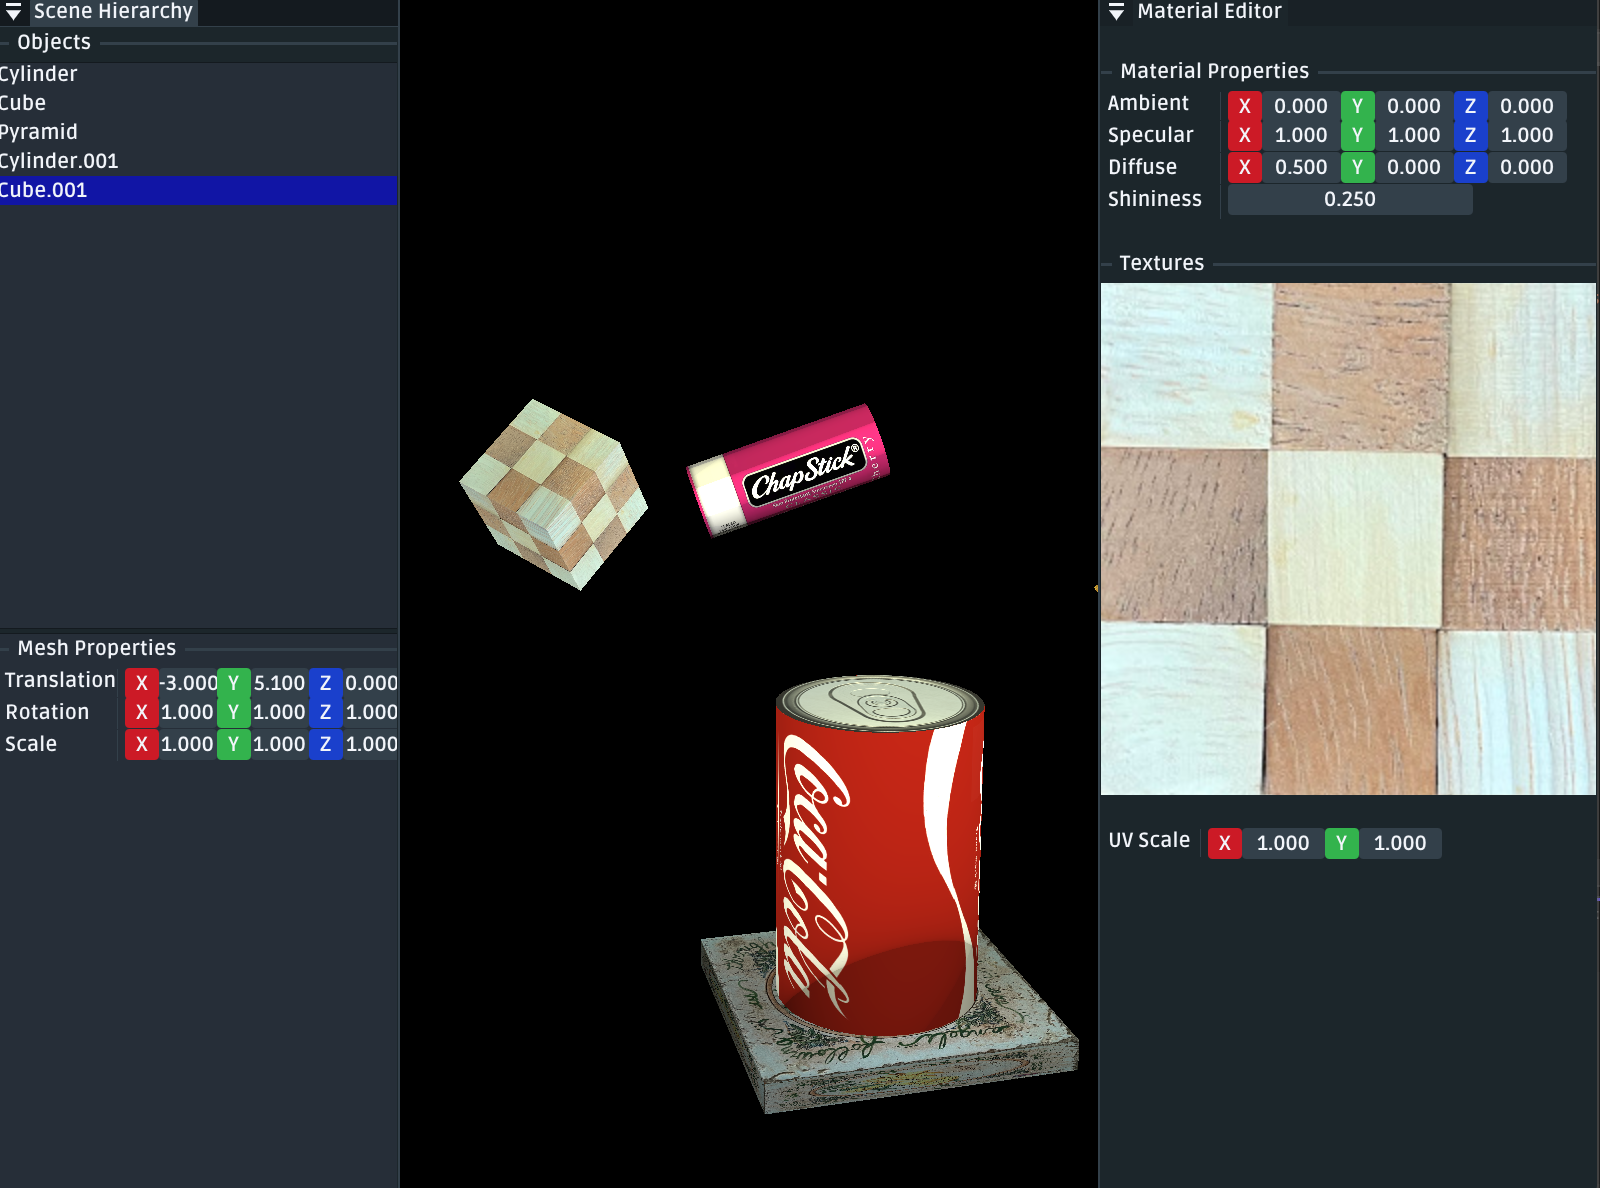 Scene Hierarchy
Objects
Cylinder
Cube
Pyramid
Cylinder.001
Cube.001
Mesh Properties
Translation X -3.000 Y 5.100 Z 0.000
Rotation X 1.000 Y 1.000 Z 1.000
Scale X 1.000 Y 1.000 Z 1.000
ChapStick®
Cherry
Coca-Cola
Material Editor
Material Properties
Ambient X 0.000 Y 0.000 Z 0.000
Specular X 1.000 Y 1.000 Z 1.000
Diffuse X 0.500 Y 0.000 Z 0.000
Shininess 0.250
Textures
UV Scale X 1.000 Y 1.000